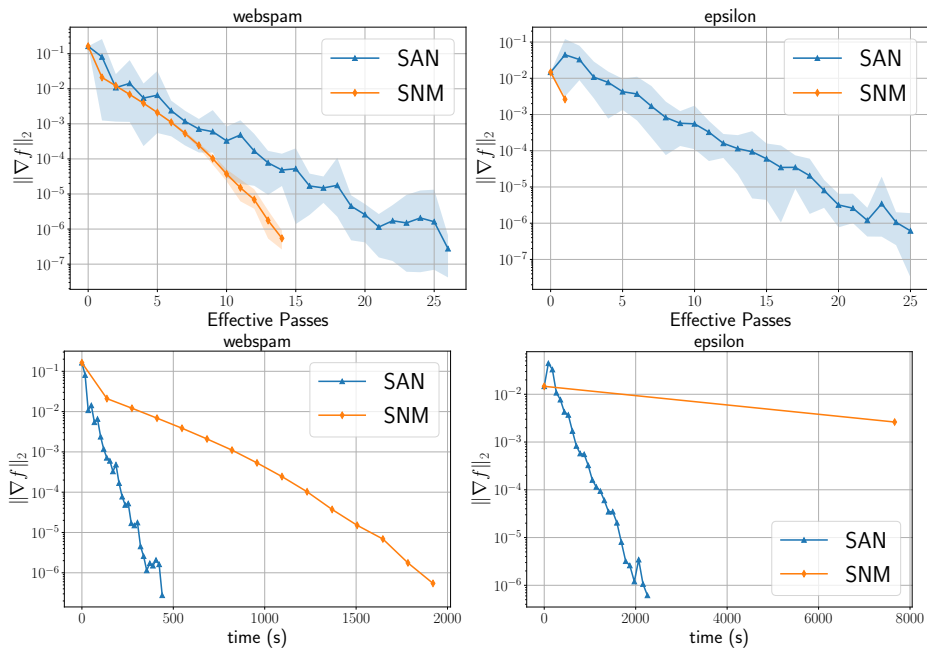 webspam
10⁻¹
10⁻²
10⁻³
10⁻⁴
10⁻⁵
10⁻⁶
10⁻⁷
‖∇f‖₂
SAN
SNM
0 5 10 15 20 25
Effective Passes
epsilon
10⁻¹
10⁻²
10⁻³
10⁻⁴
10⁻⁵
10⁻⁶
10⁻⁷
‖∇f‖₂
SAN
SNM
0 5 10 15 20 25
Effective Passes
webspam
10⁻¹
10⁻²
10⁻³
10⁻⁴
10⁻⁵
10⁻⁶
‖∇f‖₂
SAN
SNM
0 500 1000 1500 2000
time (s)
epsilon
10⁻²
10⁻³
10⁻⁴
10⁻⁵
10⁻⁶
‖∇f‖₂
SAN
SNM
0 2000 4000 6000 8000
time (s)